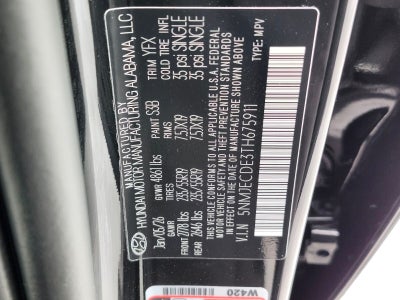 MANUFACTURED BY
HYUNDAI MOTOR MANUFACTURING ALABAMA, LLC
GVWR 4861 lbs PAINT S3B TRIM YFX
GAWR TIRES COLD TIRE INFL.
FRONT 2778 lbs 235/55R19 7.5JX19 35 psi SINGLE
REAR 2646 lbs 235/55R19 7.5JX19 35 psi SINGLE
THIS VEHICLE CONFORMS TO ALL APPLICABLE U.S.A. FEDERAL
MOTOR VEHICLE SAFETY, BUMPER, AND THEFT PREVENTION STANDARDS
IN EFFECT ON THE DATE OF MANUFACTURE SHOWN ABOVE.
V.I.N 5NMJECDE3TH675911 TYPE: MPV
W420